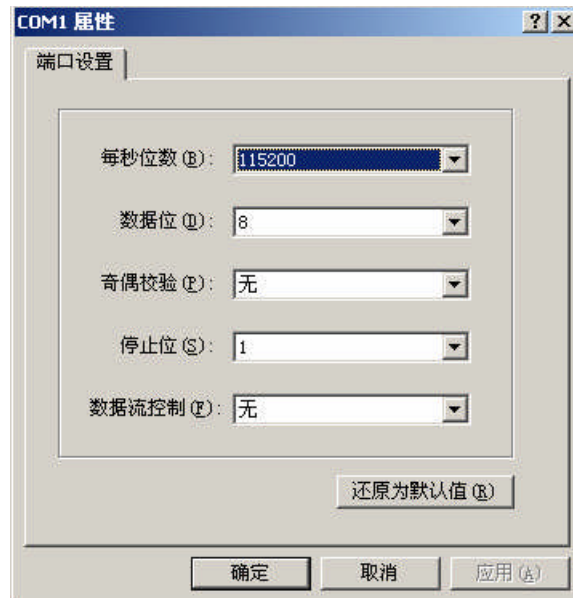 COM1 属性
端口设置
每秒位数(B): 115200
数据位(D): 8
奇偶校验(P): 无
停止位(S): 1
数据流控制(F): 无
还原为默认值(R)
确定 取消 应用(A)